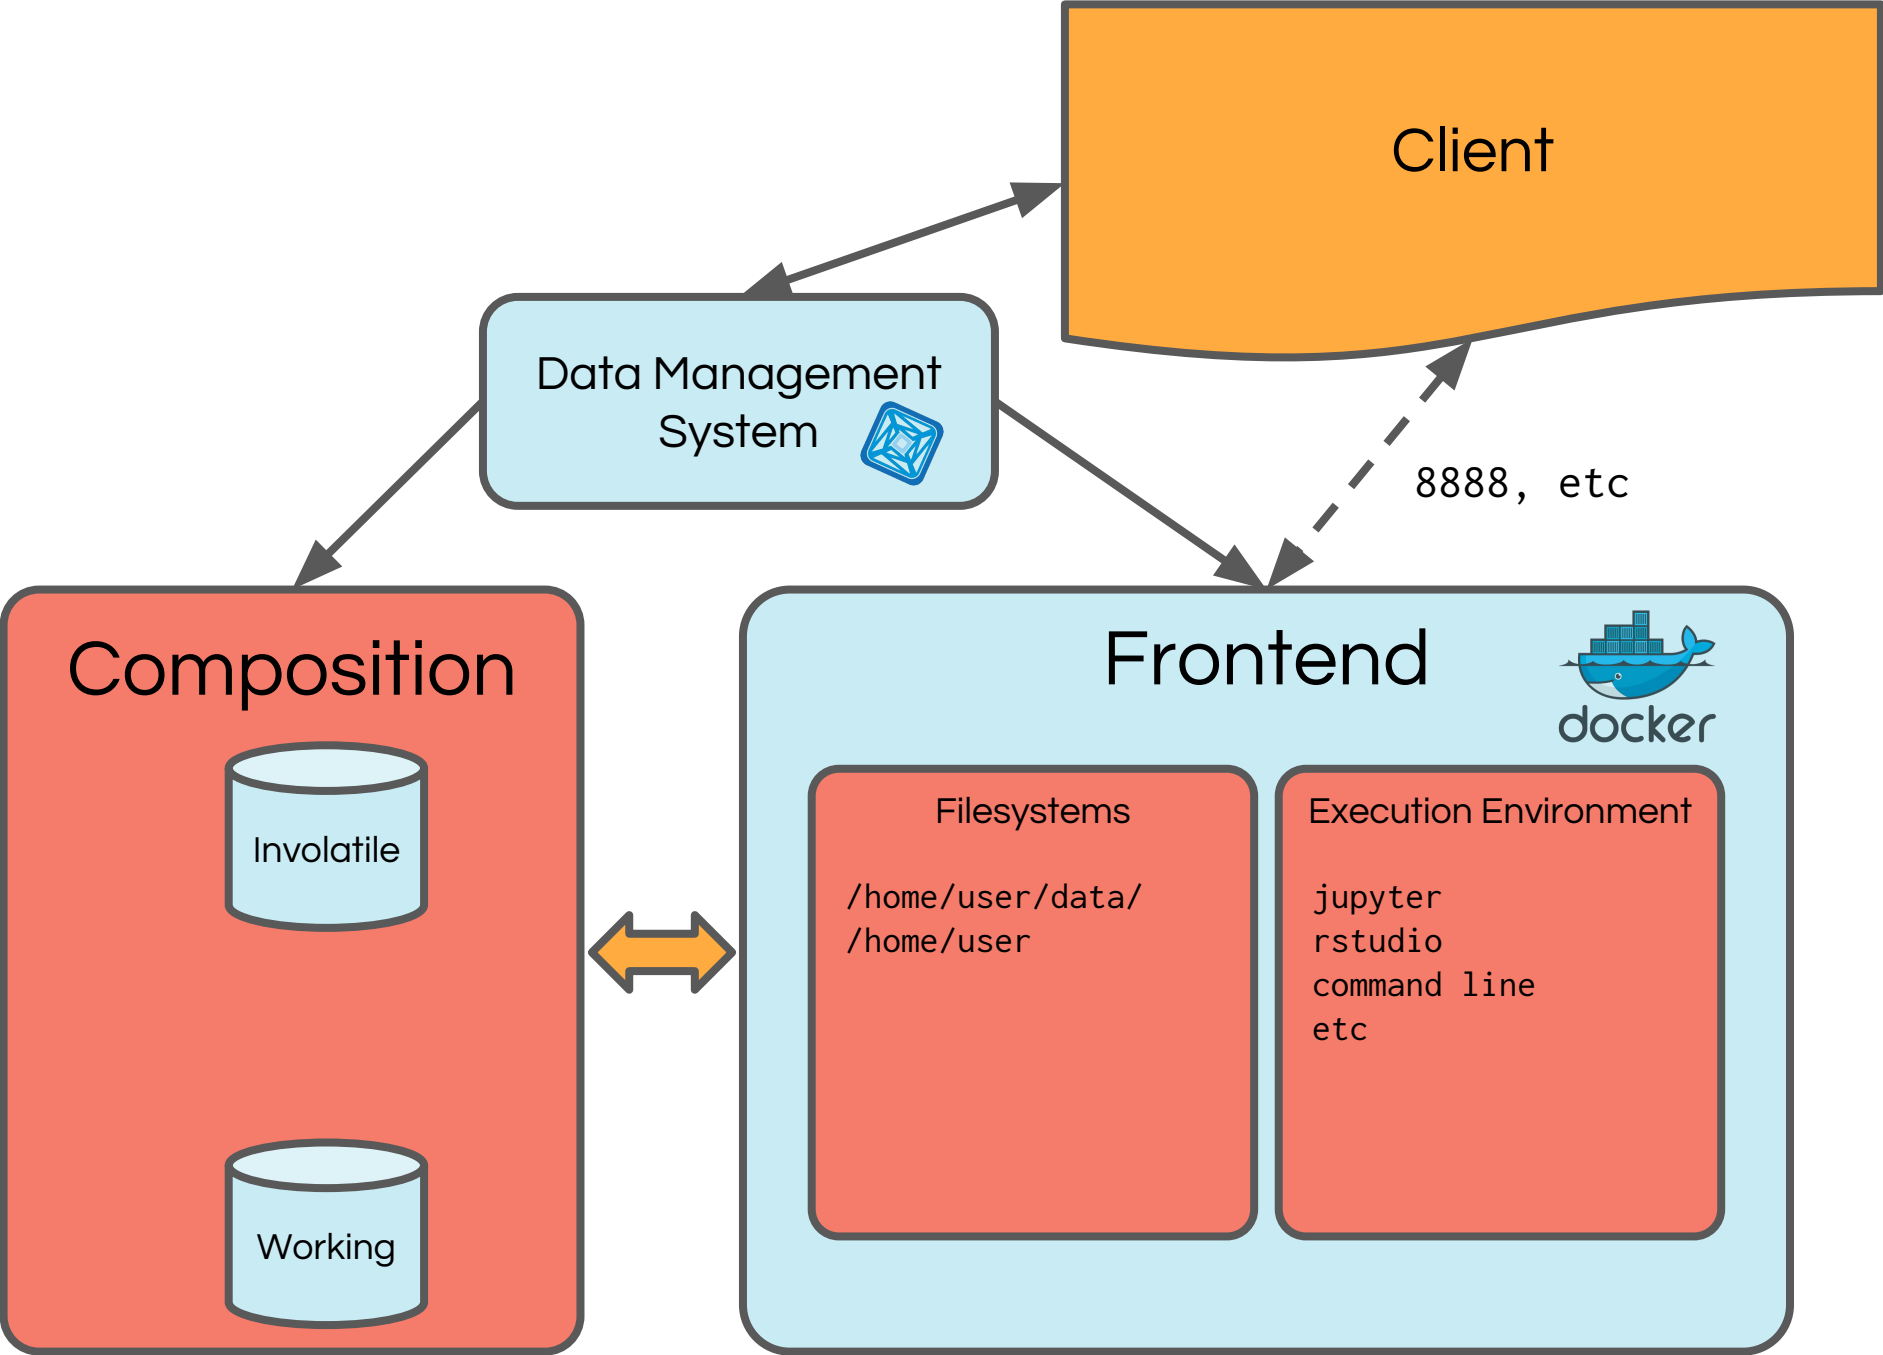 Client
Data Management
System
8888, etc
Composition
Involatile
Working
Frontend
docker
Filesystems
/home/user/data/
/home/user
Execution Environment
jupyter
rstudio
command line
etc